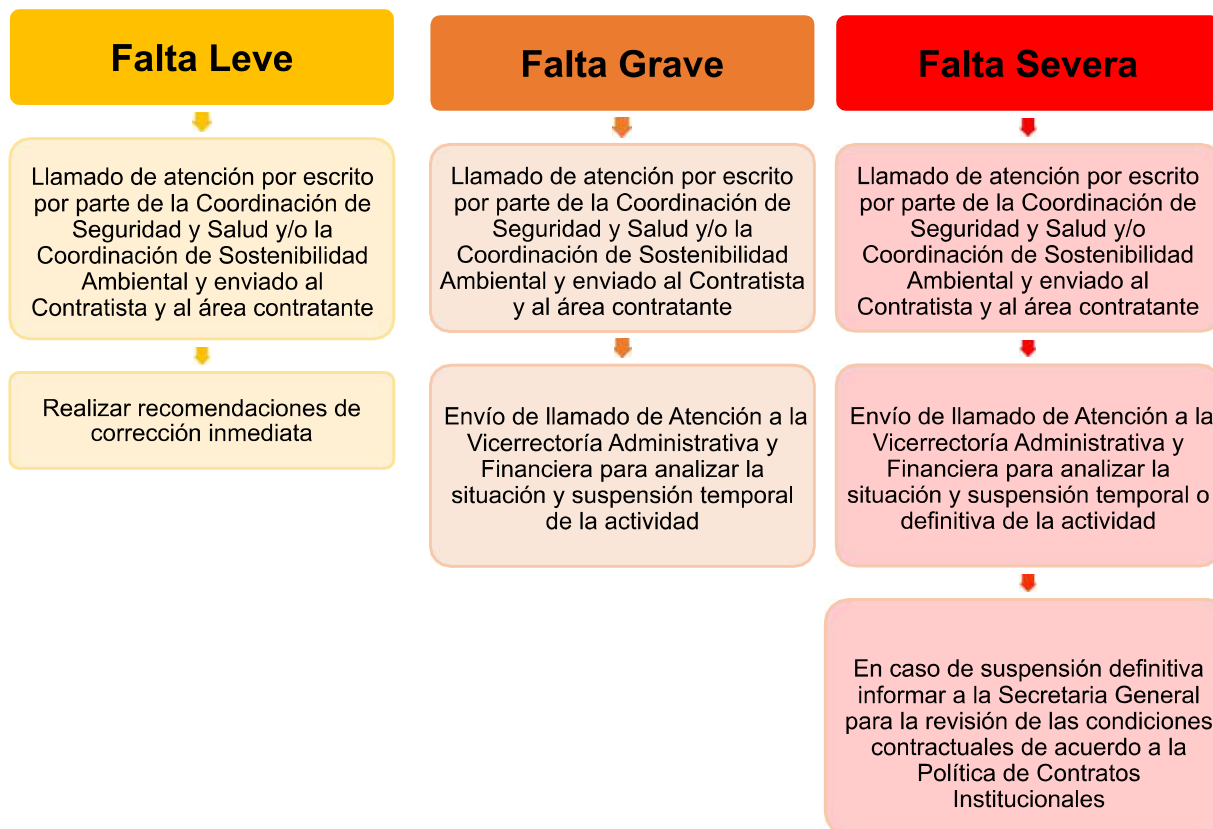 Falta Leve
Llamado de atención por escrito
por parte de la Coordinación de
Seguridad y Salud y/o la
Coordinación de Sostenibilidad
Ambiental y enviado al
Contratista y al área contratante
Realizar recomendaciones de
corrección inmediata
Falta Grave
Llamado de atención por escrito
por parte de la Coordinación de
Seguridad y Salud y/o la
Coordinación de Sostenibilidad
Ambiental y enviado al Contratista
y al área contratante
Envío de llamado de Atención a la
Vicerrectoría Administrativa y
Financiera para analizar la
situación y suspensión temporal
de la actividad
Falta Severa
Llamado de atención por escrito
por parte de la Coordinación de
Seguridad y Salud y/o
Coordinación de Sostenibilidad
Ambiental y enviado al
Contratista y al área contratante
Envío de llamado de Atención a la
Vicerrectoría Administrativa y
Financiera para analizar la
situación y suspensión temporal o
definitiva de la actividad
En caso de suspensión definitiva
informar a la Secretaria General
para la revisión de las condiciones
contractuales de acuerdo a la
Política de Contratos
Institucionales